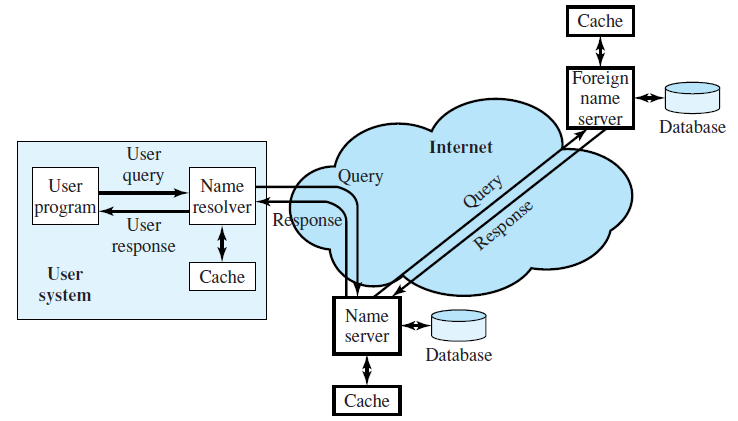 Cache
Foreign
name
server
Database
Internet
User
query
User
program
Name
resolver
User
response
Cache
User
system
Query
Response
Query
Response
Name
server
Database
Cache